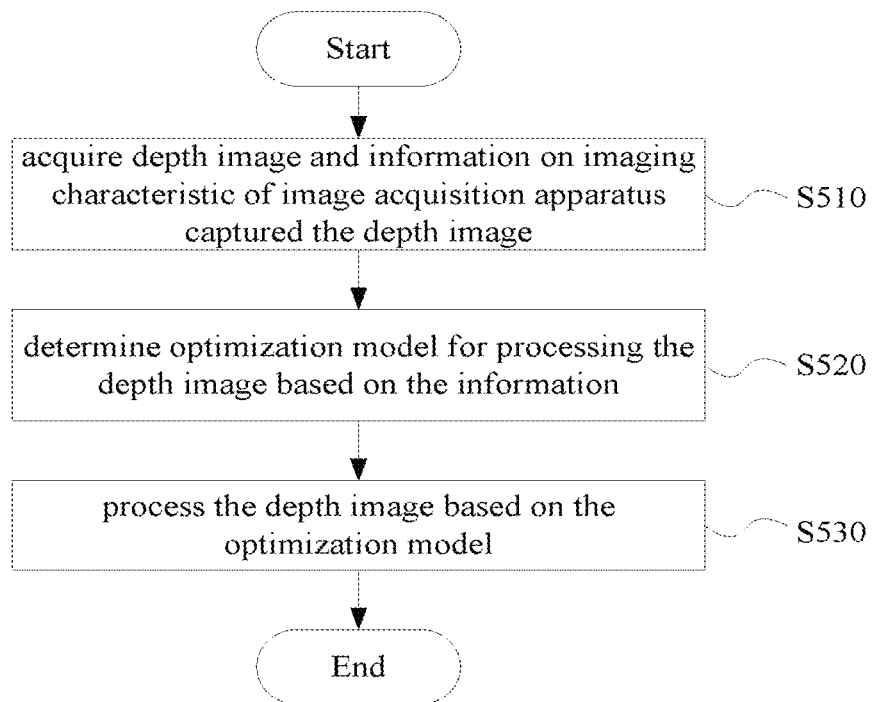 Start
acquire depth image and information on imaging
characteristic of image acquisition apparatus
captured the depth image
S510
determine optimization model for processing the
depth image based on the information
S520
process the depth image based on the
optimization model
S530
End